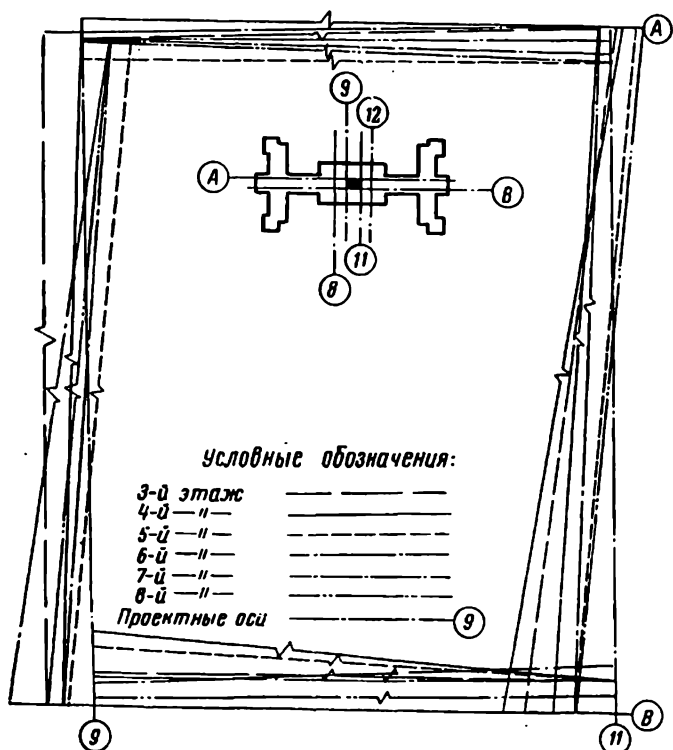 А
9
12
А
В
11
8
Условные обозначения:
3-й этаж
4-й —〃—
5-й —〃—
6-й —〃—
7-й —〃—
8-й —〃—
Проектные оси 9
В
9
11